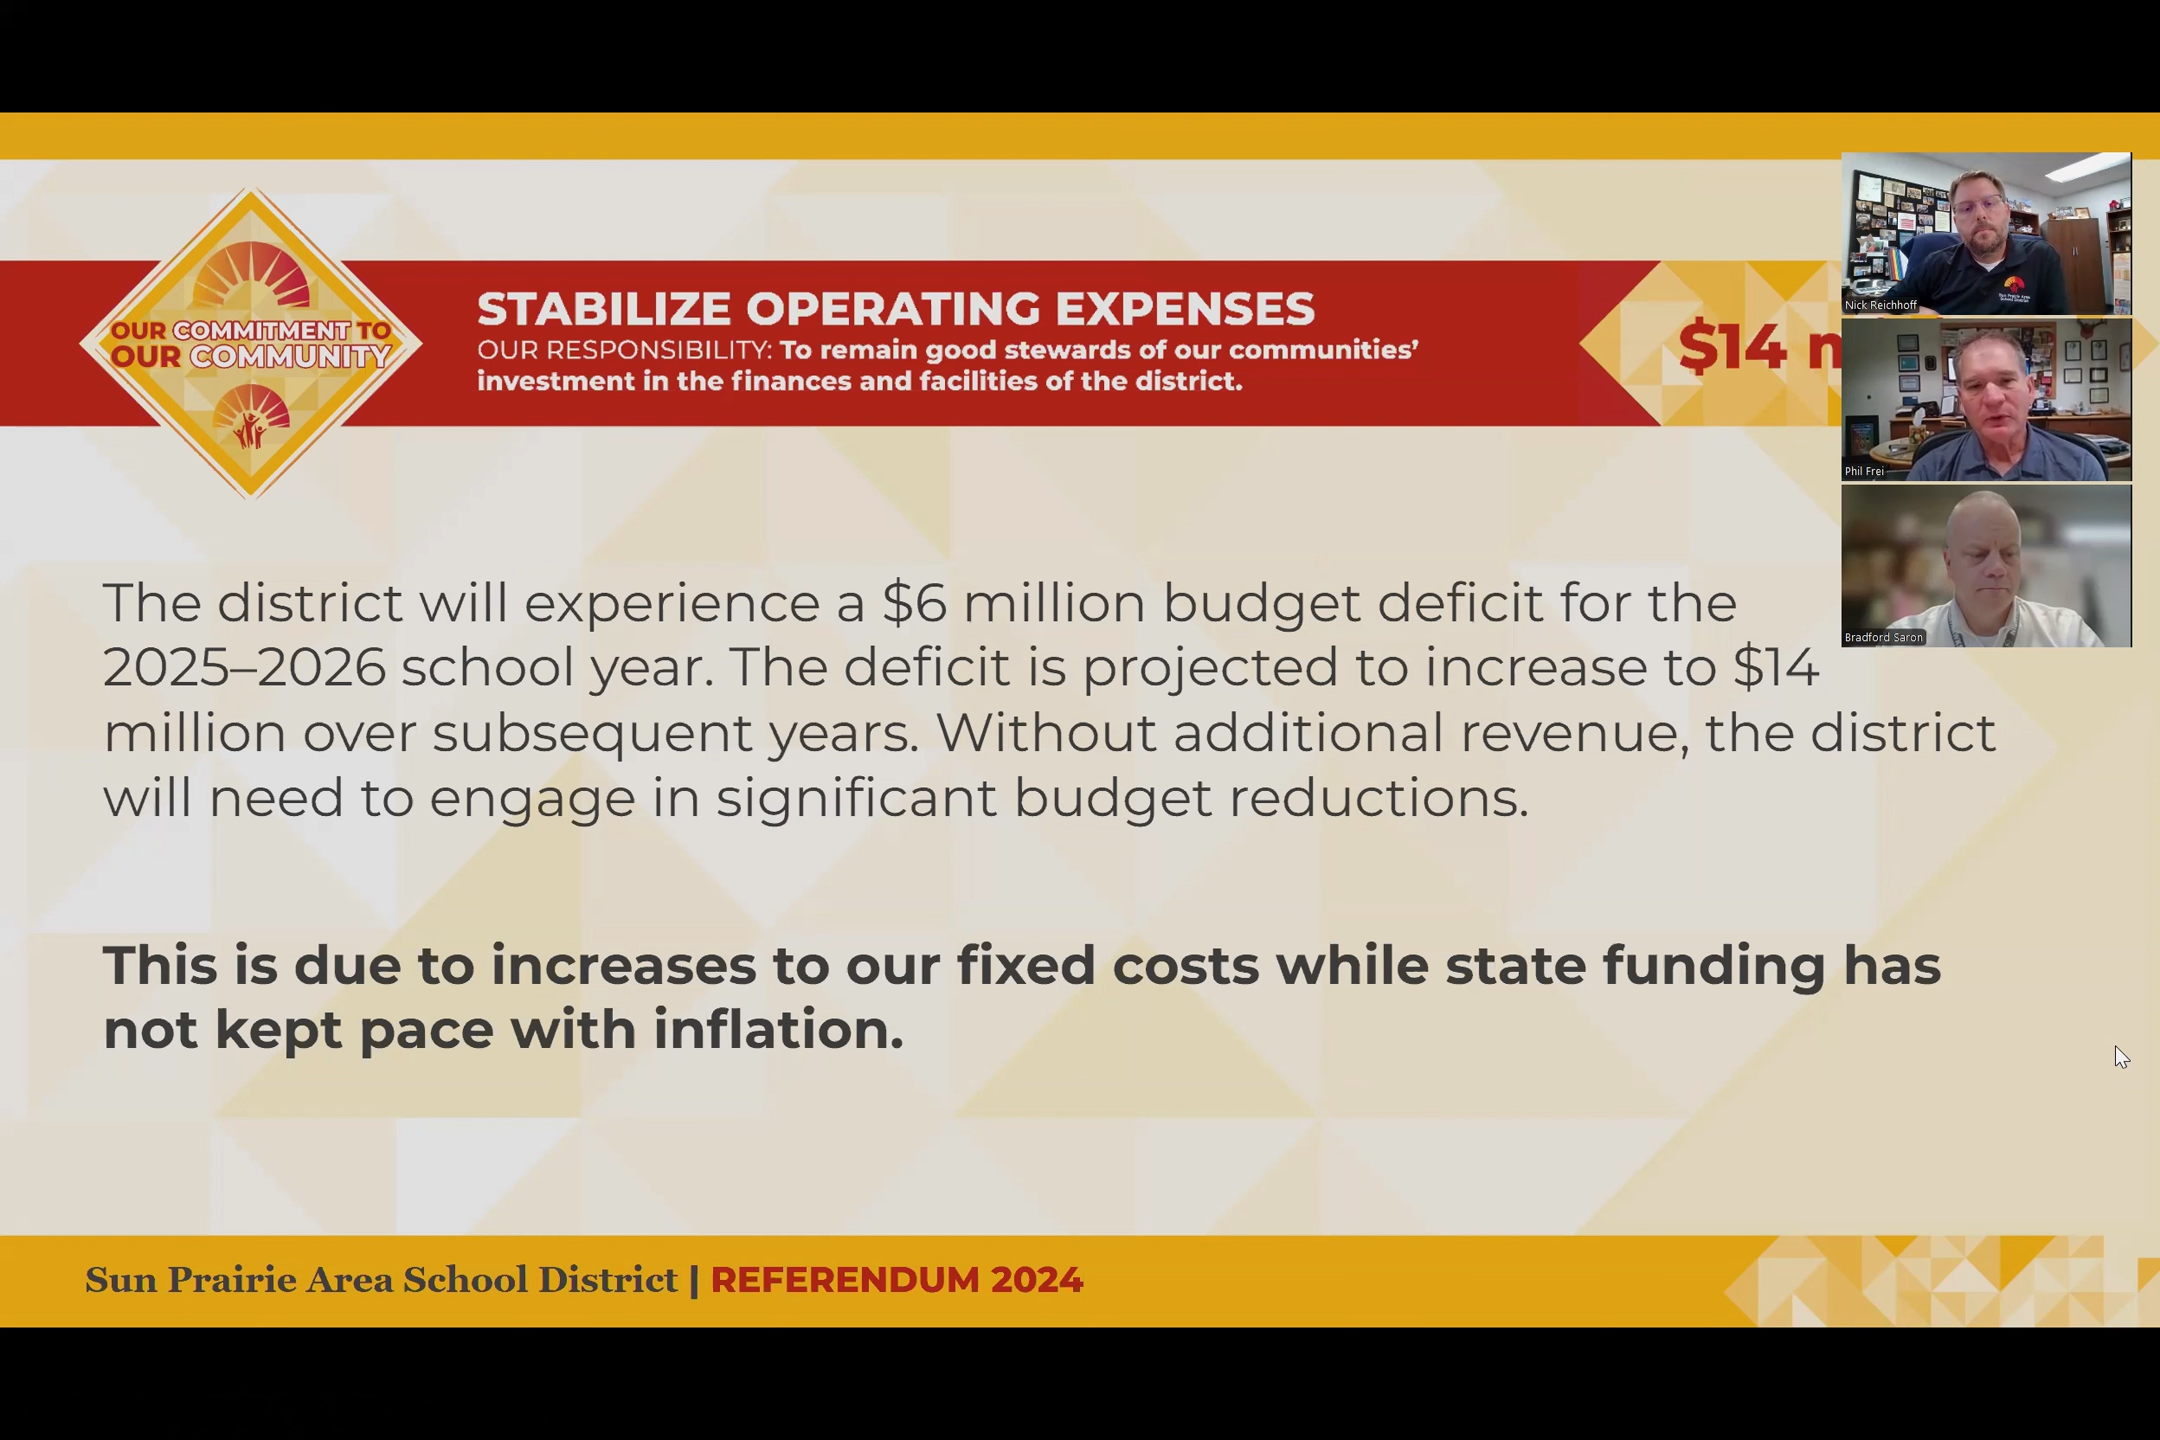 OUR COMMITMENT TO
OUR COMMUNITY
STABILIZE OPERATING EXPENSES
OUR RESPONSIBILITY: To remain good stewards of our communities'
investment in the finances and facilities of the district.
$14
Nick Reichhoff
Phil Frei
Bradford Saron
The district will experience a $6 million budget deficit for the
2025–2026 school year. The deficit is projected to increase to $14
million over subsequent years. Without additional revenue, the district
will need to engage in significant budget reductions.
This is due to increases to our fixed costs while state funding has
not kept pace with inflation.
Sun Prairie Area School District | REFERENDUM 2024